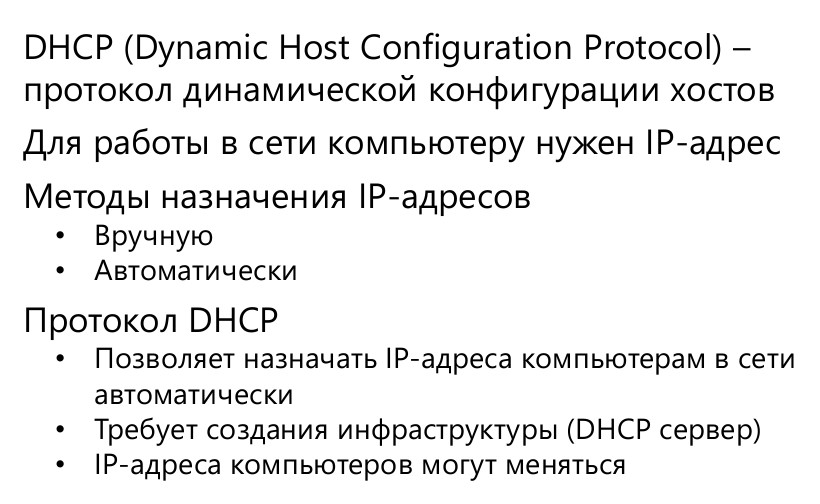 DHCP (Dynamic Host Configuration Protocol) –
протокол динамической конфигурации хостов
Для работы в сети компьютеру нужен IP-адрес
Методы назначения IP-адресов
• Вручную
• Автоматически
Протокол DHCP
• Позволяет назначать IP-адреса компьютерам в сети
автоматически
• Требует создания инфраструктуры (DHCP сервер)
• IP-адреса компьютеров могут меняться